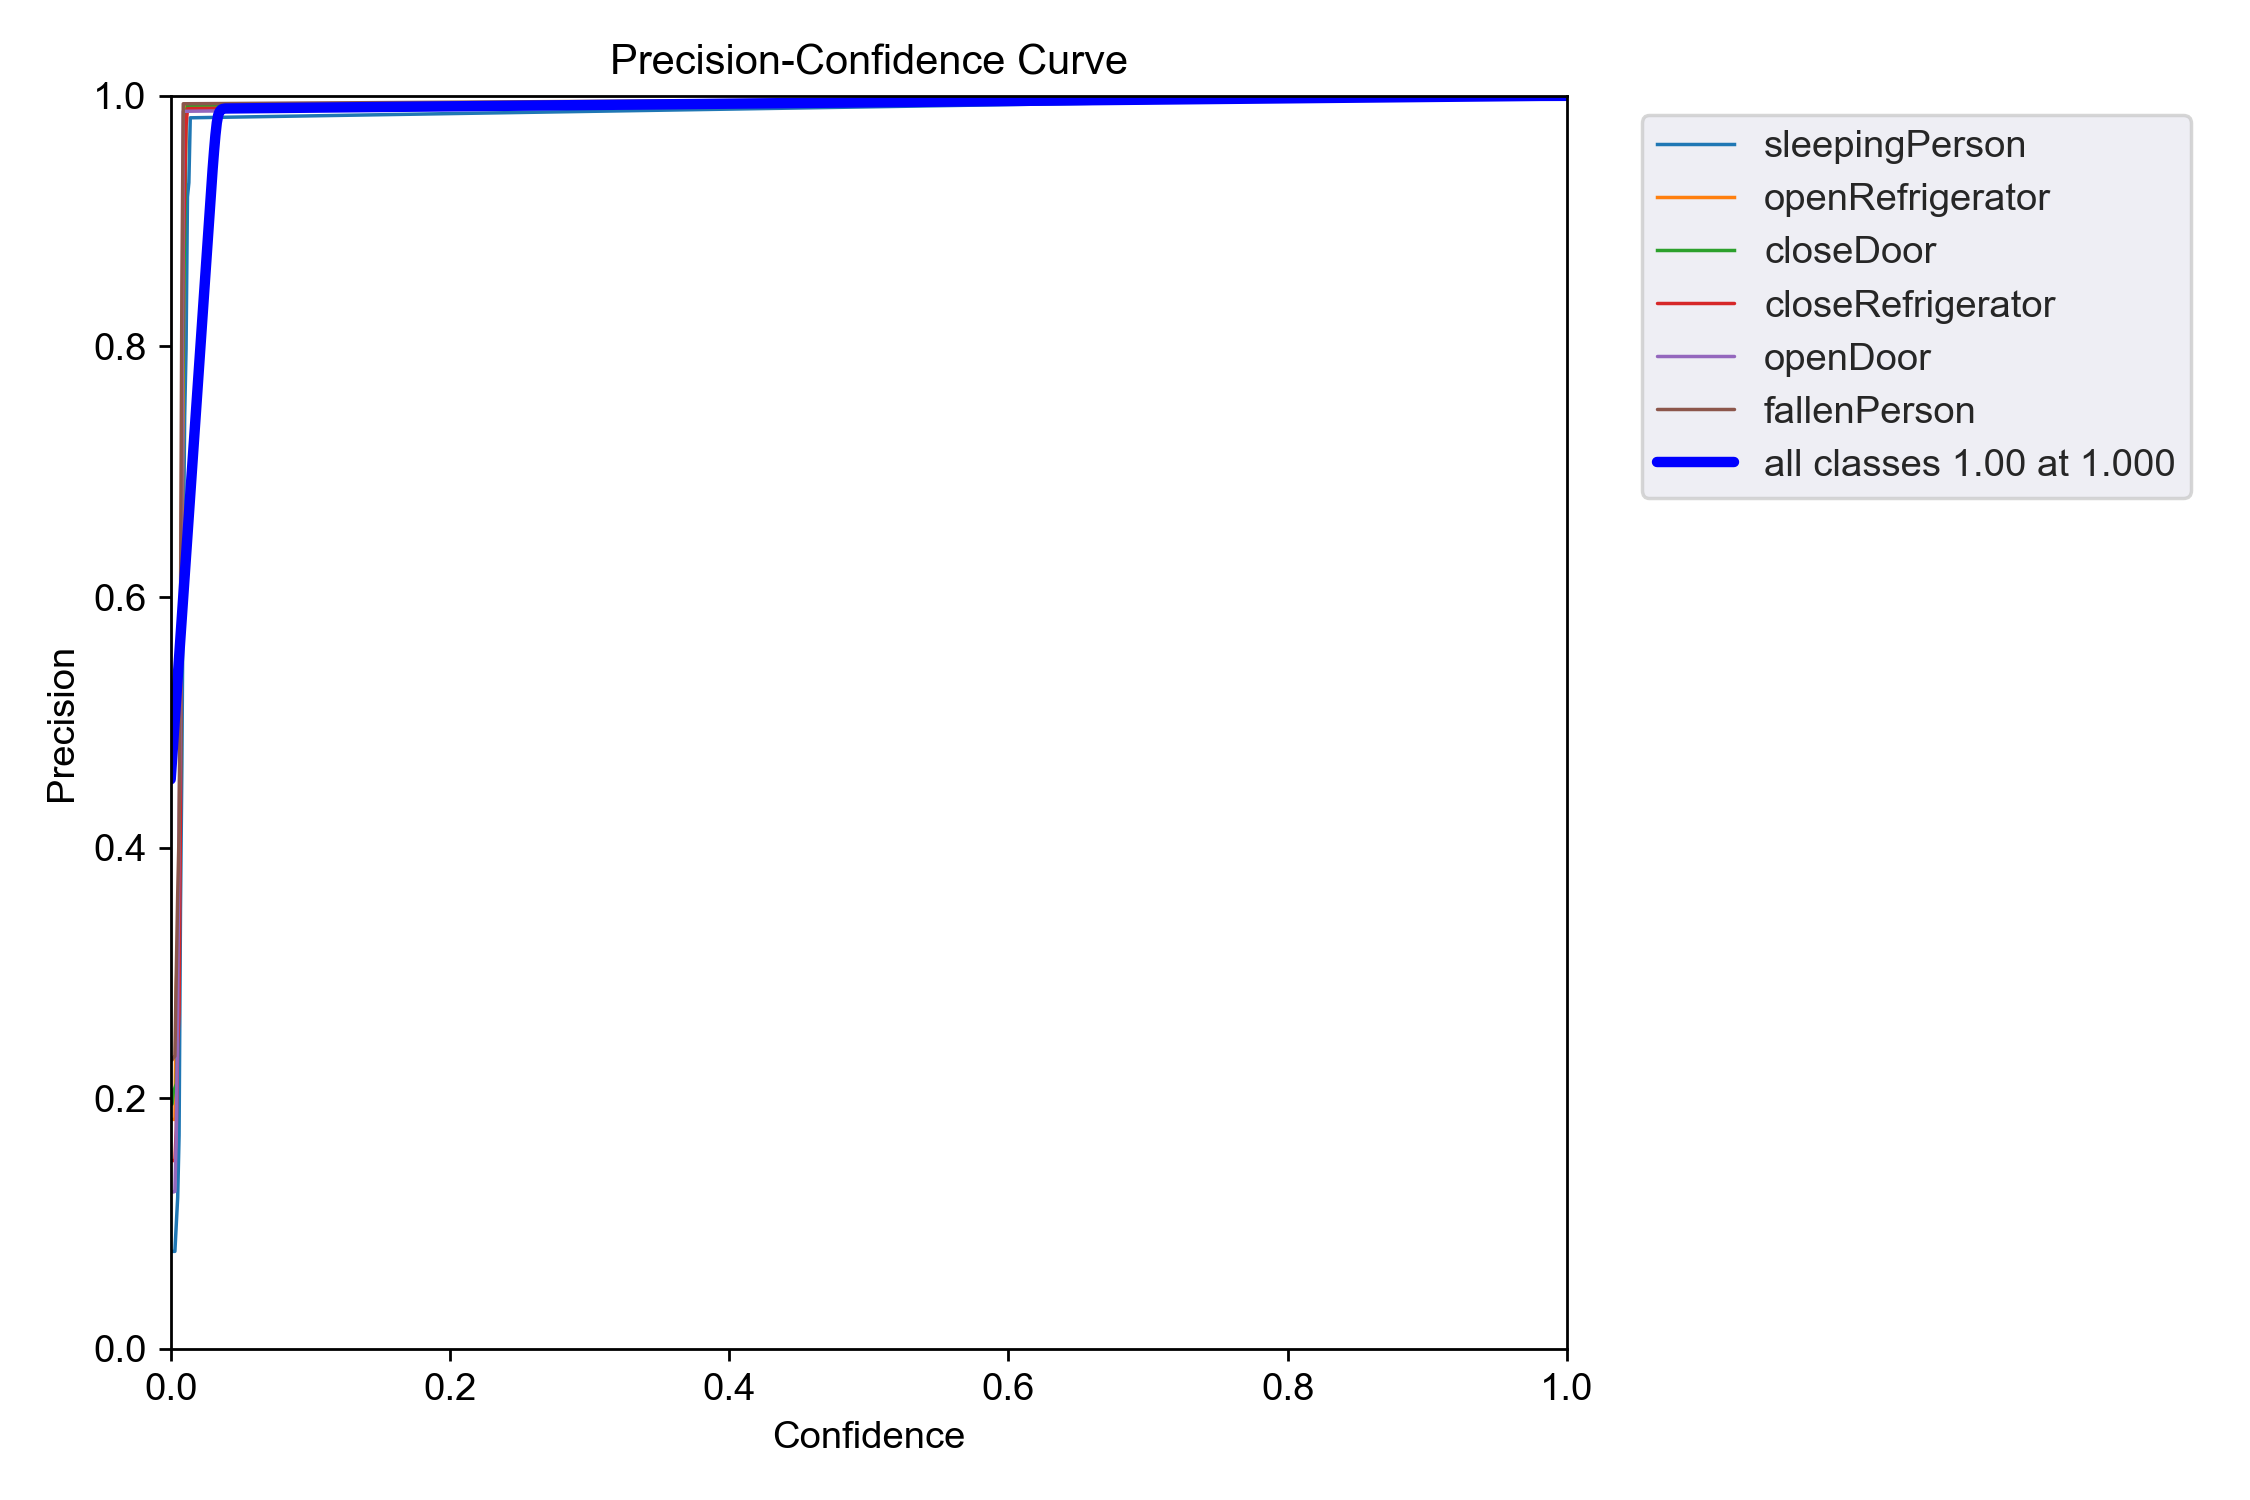 Precision-Confidence Curve
1.0
0.8
0.6
0.4
0.2
0.0
Precision
0.0 0.2 0.4 0.6 0.8 1.0
Confidence
sleepingPerson
openRefrigerator
closeDoor
closeRefrigerator
openDoor
fallenPerson
all classes 1.00 at 1.000